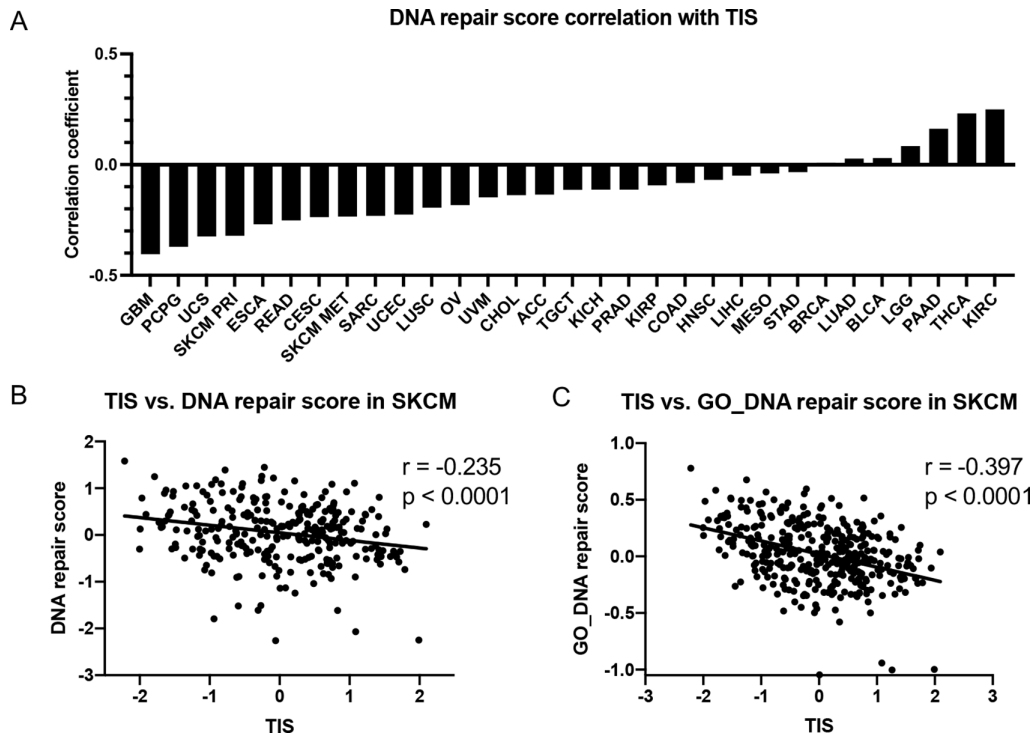 A
DNA repair score correlation with TIS
Correlation coefficient
0.5
0.0
-0.5
GBM
PCPG
UCS
SKCM PRI
ESCA
READ
CESC
SKCM MET
SARC
UCEC
LUSC
OV
UVM
CHOL
ACC
TGCT
KICH
PRAD
KIRP
COAD
HNSC
LIHC
MESO
STAD
BRCA
LUAD
BLCA
LGG
PAAD
THCA
KIRC
B
TIS vs. DNA repair score in SKCM
DNA repair score
2
1
0
-1
-2
-3
r = -0.235
p < 0.0001
-2
-1
0
1
2
TIS
C
TIS vs. GO_DNA repair score in SKCM
GO_DNA repair score
1.0
0.5
0.0
-0.5
-1.0
r = -0.397
p < 0.0001
-3
-2
-1
0
1
2
3
TIS